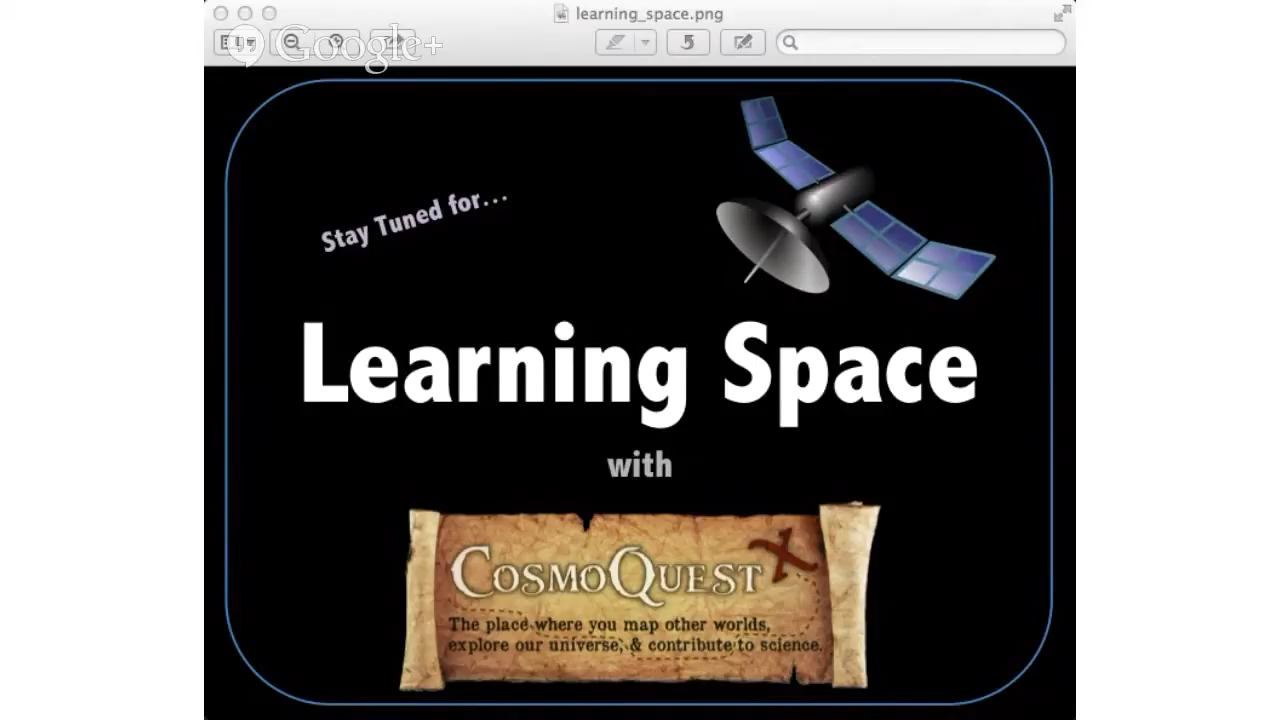 learning_space.png
Google+
Stay Tuned for...
Learning Space
with
CosmoQuest X
The place where you map other worlds,
explore our universe, & contribute to science.